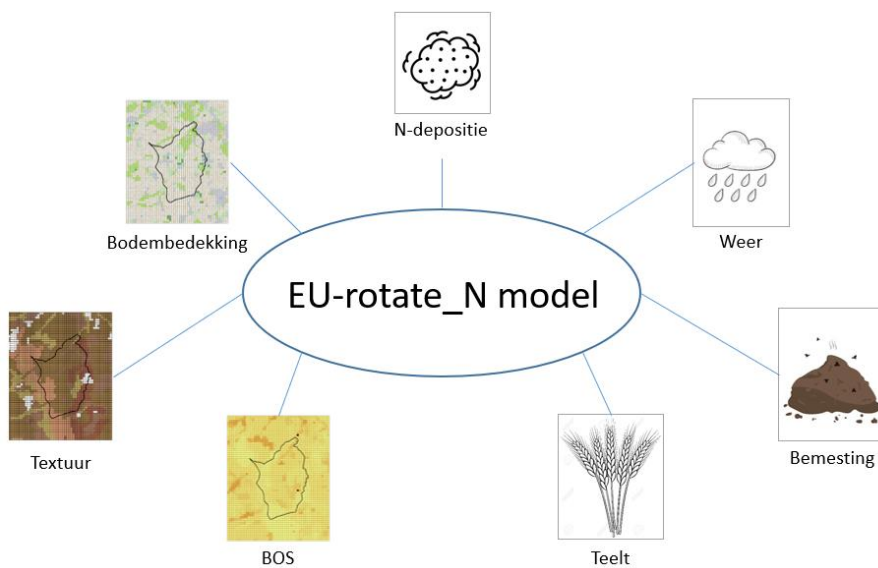 N-depositie
Bodembedekking
Weer
EU-rotate_N model
Textuur
Bemesting
BOS
Teelt